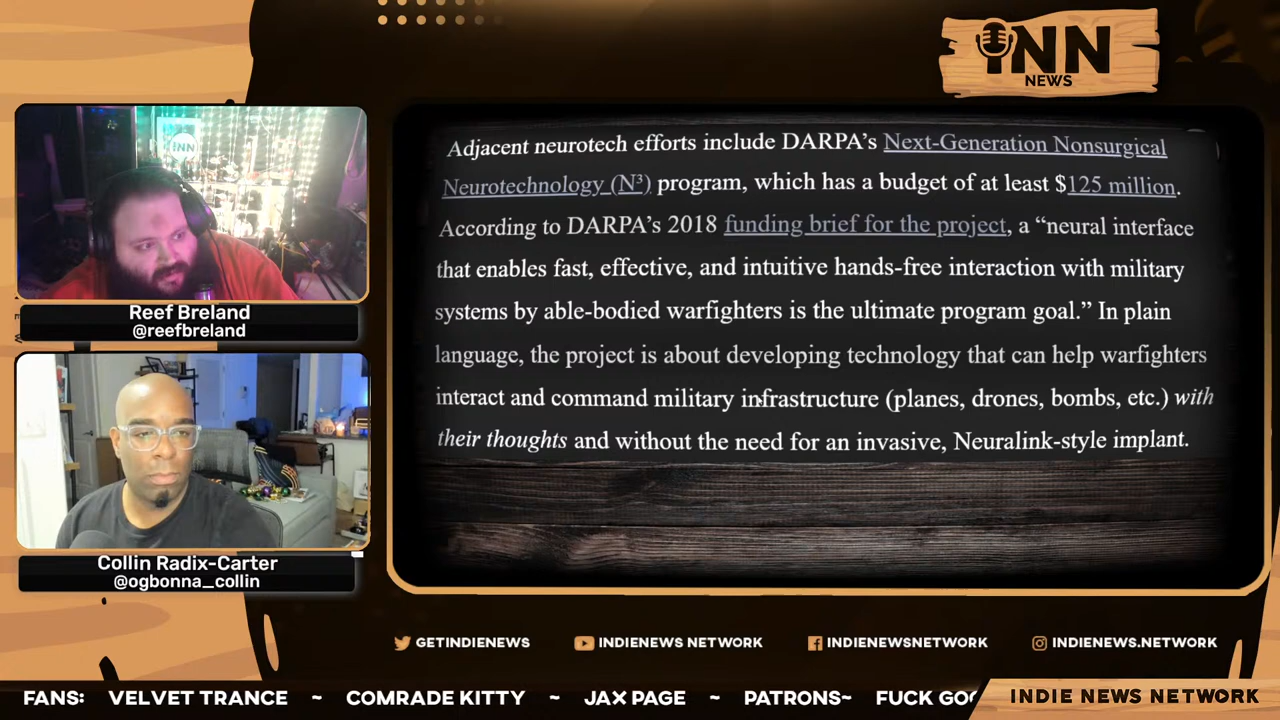 INN
NEWS
INN
Reef Breland
@reefbreland
Collin Radix-Carter
@ogbonna_collin
Adjacent neurotech efforts include DARPA’s Next-Generation Nonsurgical
Neurotechnology (N³) program, which has a budget of at least $125 million.
According to DARPA’s 2018 funding brief for the project, a “neural interface
that enables fast, effective, and intuitive hands-free interaction with military
systems by able-bodied warfighters is the ultimate program goal.” In plain
language, the project is about developing technology that can help warfighters
interact and command military infrastructure (planes, drones, bombs, etc.) with
their thoughts and without the need for an invasive, Neuralink-style implant.
GETINDIENEWS
INDIENEWS NETWORK
INDIENEWSNETWORK
INDIENEWS.NETWORK
FANS: VELVET TRANCE ~ COMRADE KITTY ~ JAX PAGE ~ PATRONS~ FUCK
INDIE NEWS NETWORK